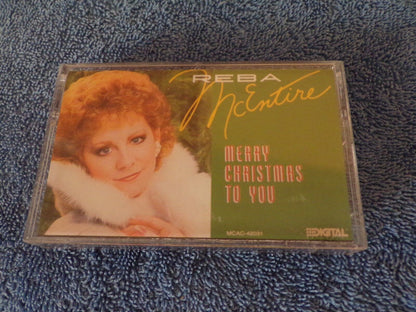 REBA
McEntire
MERRY
CHRISTMAS
TO YOU
MCAC-42031
DIGITAL